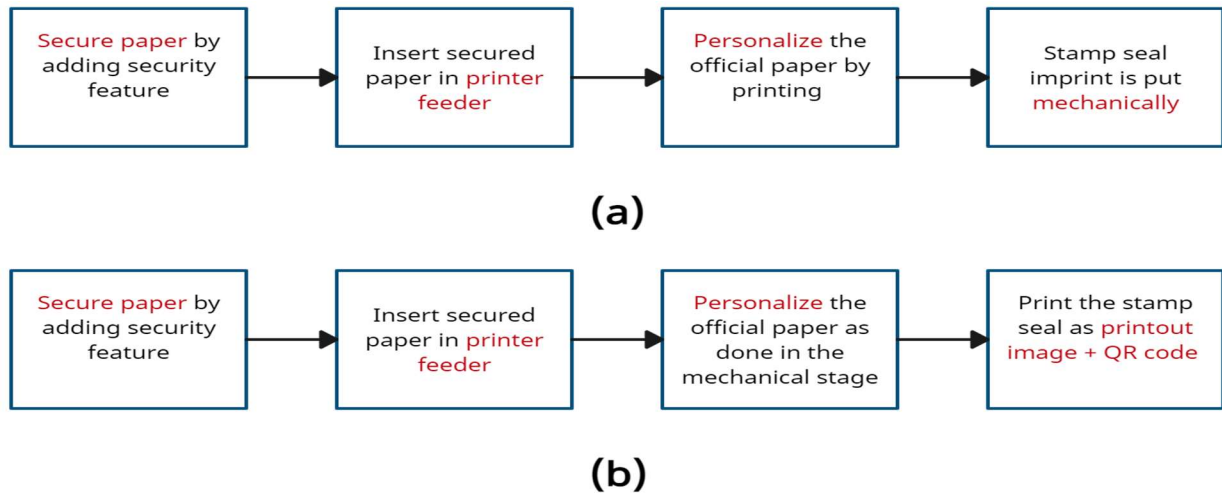 Secure paper by
adding security
feature
Insert secured
paper in printer
feeder
Personalize the
official paper by
printing
Stamp seal
imprint is put
mechanically
(a)
Secure paper by
adding security
feature
Insert secured
paper in printer
feeder
Personalize the
official paper as
done in the
mechanical stage
Print the stamp
seal as printout
image + QR code
(b)